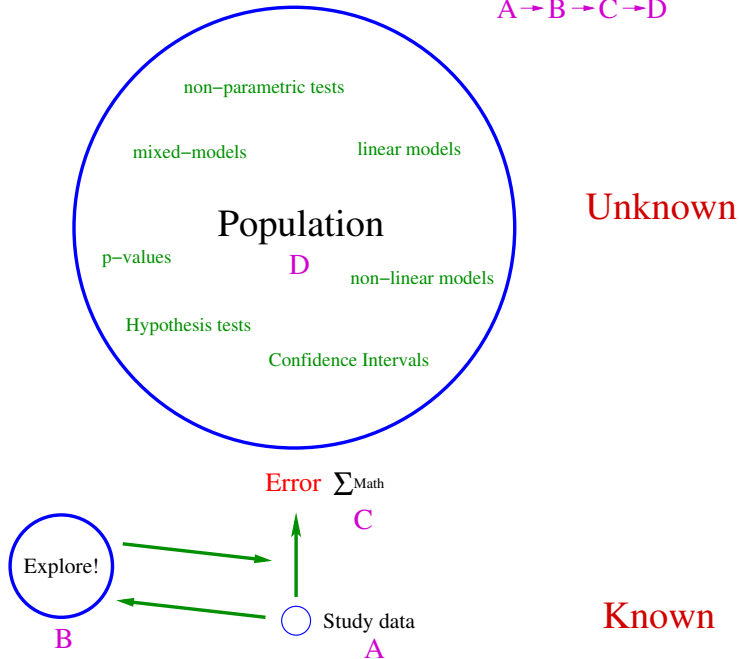 A→B→C→D
non−parametric tests
mixed−models
linear models
Unknown
Population
p−values
D
non−linear models
Hypothesis tests
Confidence Intervals
Error Σ Math
C
Explore!
Known
Study data
B
A